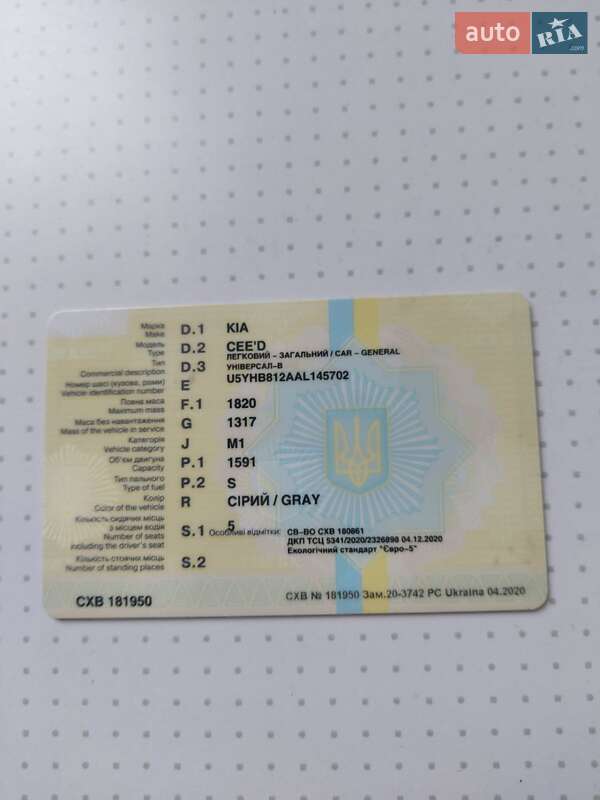 auto RIA .com
Марка D.1 KIA
Make
Модель D.2 CEE'D
Type
ЛЕГКОВИЙ – ЗАГАЛЬНИЙ / CAR – GENERAL
Тип D.3 УНІВЕРСАЛ–В
Commercial description
Номер шасі (кузова, рами) E U5YHB812AAL145702
Vehicle identification number
Повна маса F.1 1820
Maximum mass
Маса без навантаження G 1317
Mass of the vehicle in service
Категорія J M1
Vehicle category
Об'єм двигуна P.1 1591
Capacity
Тип пального P.2 S
Type of fuel
Колір R СІРИЙ / GRAY
Color of the vehicle
Кількість сидячих місць S.1 5
з місцем водія
Number of seats
including the driver's seat
Особливі відмітки: СВ–ВО СХВ 180861
ДКП ТСЦ 5341/2020/2326898 04.12.2020
Екологічний стандарт "Євро–5"
Кількість стоячих місць S.2
Number of standing places
СХВ 181950
СХВ № 181950 Зам.20-3742 РС Ukraina 04.2020